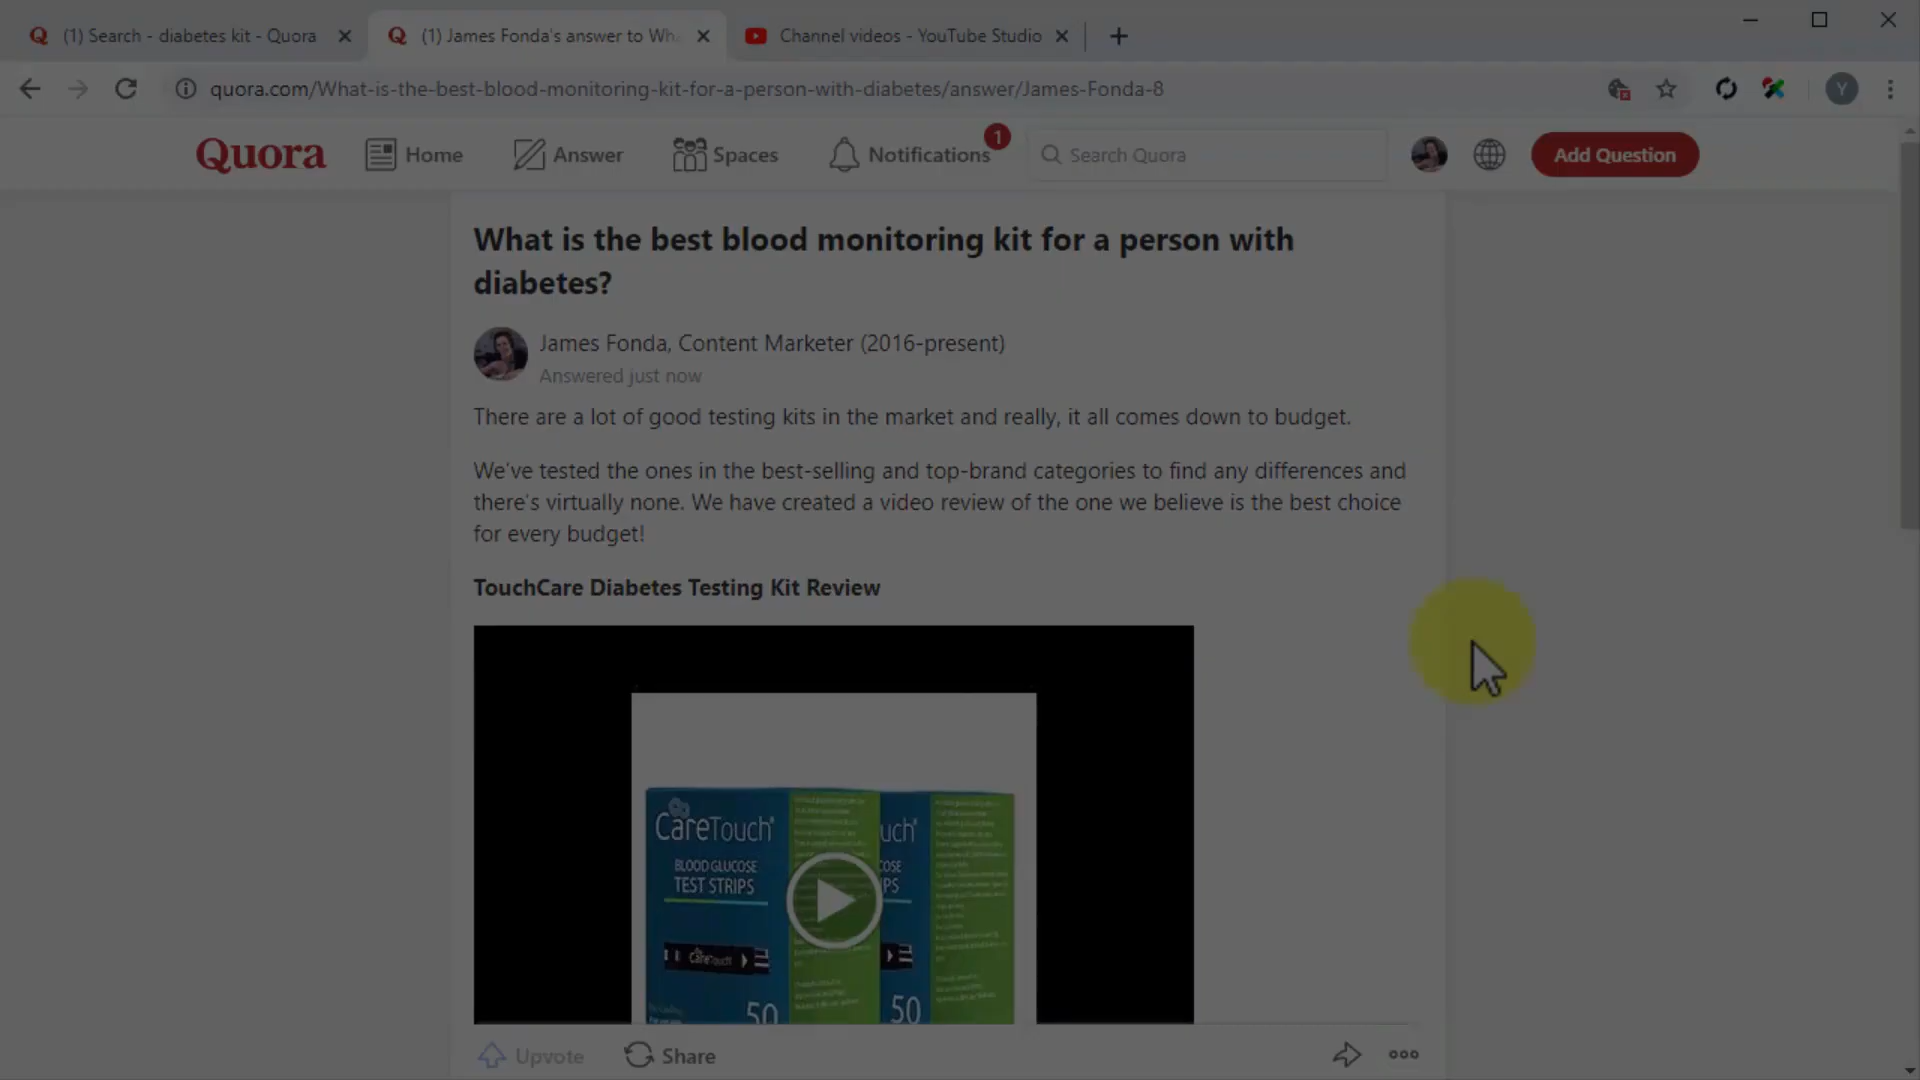 (1) Search - diabetes kit - Quora
(1) James Fonda's answer to Wh
Channel videos - YouTube Studio
quora.com/What-is-the-best-blood-monitoring-kit-for-a-person-with-diabetes/answer/James-Fonda-8
Y
Quora
Home
Answer
Spaces
Notifications
1
Search Quora
Add Question
What is the best blood monitoring kit for a person with
diabetes?
James Fonda, Content Marketer (2016-present)
Answered just now
There are a lot of good testing kits in the market and really, it all comes down to budget.
We've tested the ones in the best-selling and top-brand categories to find any differences and
there's virtually none. We have created a video review of the one we believe is the best choice
for every budget!
TouchCare Diabetes Testing Kit Review
CareTouch
BLOOD GLUCOSE
TEST STRIPS
CareTouch
50
50
Upvote
Share